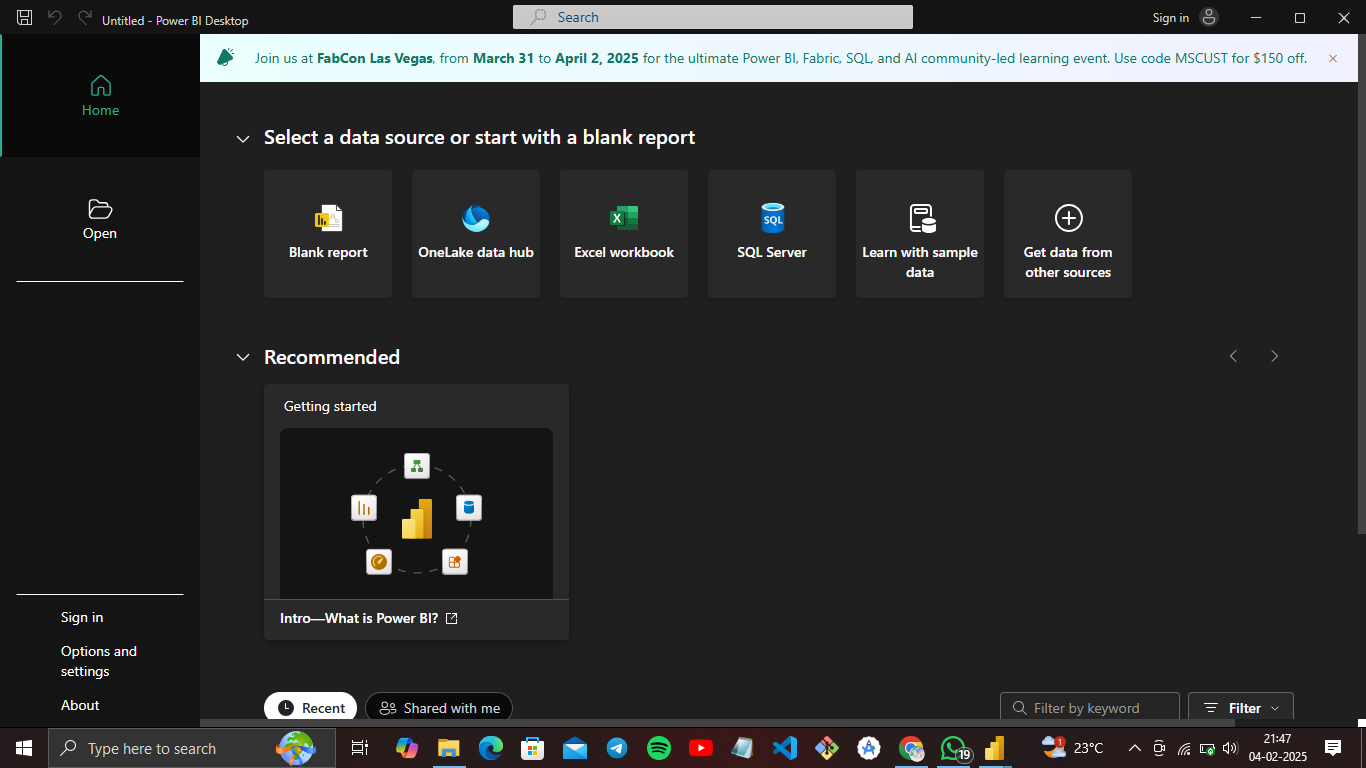 Untitled - Power BI Desktop
Search
Sign in
Join us at FabCon Las Vegas, from March 31 to April 2, 2025 for the ultimate Power BI, Fabric, SQL, and AI community-led learning event. Use code MSCUST for $150 off.
Home
Open
Select a data source or start with a blank report
Blank report
OneLake data hub
Excel workbook
SQL
SQL Server
Learn with sample
data
Get data from
other sources
Recommended
Getting started
Intro—What is Power BI?
Sign in
Options and
settings
About
Recent
Shared with me
Filter by keyword
Filter
Type here to search
19
1
23°C
21:47
04-02-2025